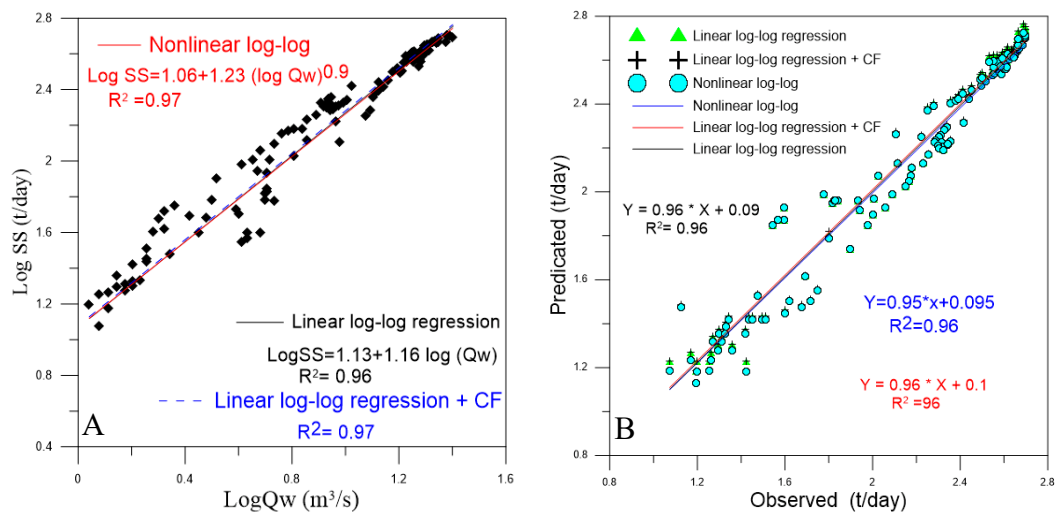 2.8
2.4
2
1.6
1.2
0.8
0.4
Log SS (t/day)
Nonlinear log-log
Log SS=1.06+1.23 (log Qw)0.9
R2 =0.97
Linear log-log regression
LogSS=1.13+1.16 log (Qw)
R2= 0.96
Linear log-log regression + CF
R2= 0.97
A
0
0.4
0.8
1.2
1.6
LogQw (m3/s)
2.8
2.4
2
1.6
1.2
0.8
Predicated (t/day)
Linear log-log regression
Linear log-log regression + CF
Nonlinear log-log
Nonlinear log-log
Linear log-log regression + CF
Linear log-log regression
Y = 0.96 * X + 0.09
R2= 0.96
Y=0.95*x+0.095
R2=0.96
Y = 0.96 * X + 0.1
R2 =96
B
0.8
1.2
1.6
2
2.4
2.8
Observed (t/day)